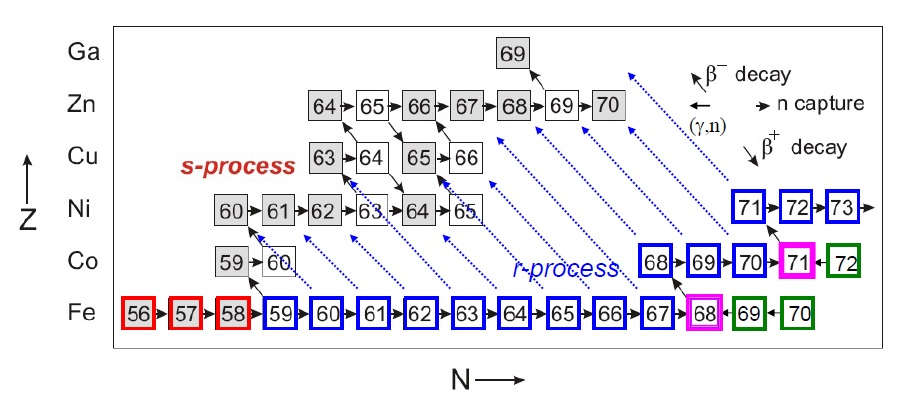 Ga 69
β⁻ decay
Zn 64 65 66 67 68 69 70
n capture
(γ,n)
Cu 63 64 65 66
β⁺ decay
s-process
Ni 60 61 62 63 64 65 71 72 73
Z
Co 59 60 r-process 68 69 70 71 72
Fe 56 57 58 59 60 61 62 63 64 65 66 67 68 69 70
N